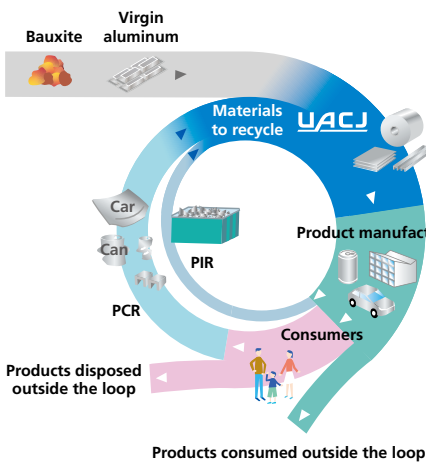 Virgin
aluminum
Bauxite
Materials
to recycle
UACJ
Car
Can
PIR
PCR
Product manufact
Consumers
Products disposed
outside the loop
Products consumed outside the loop